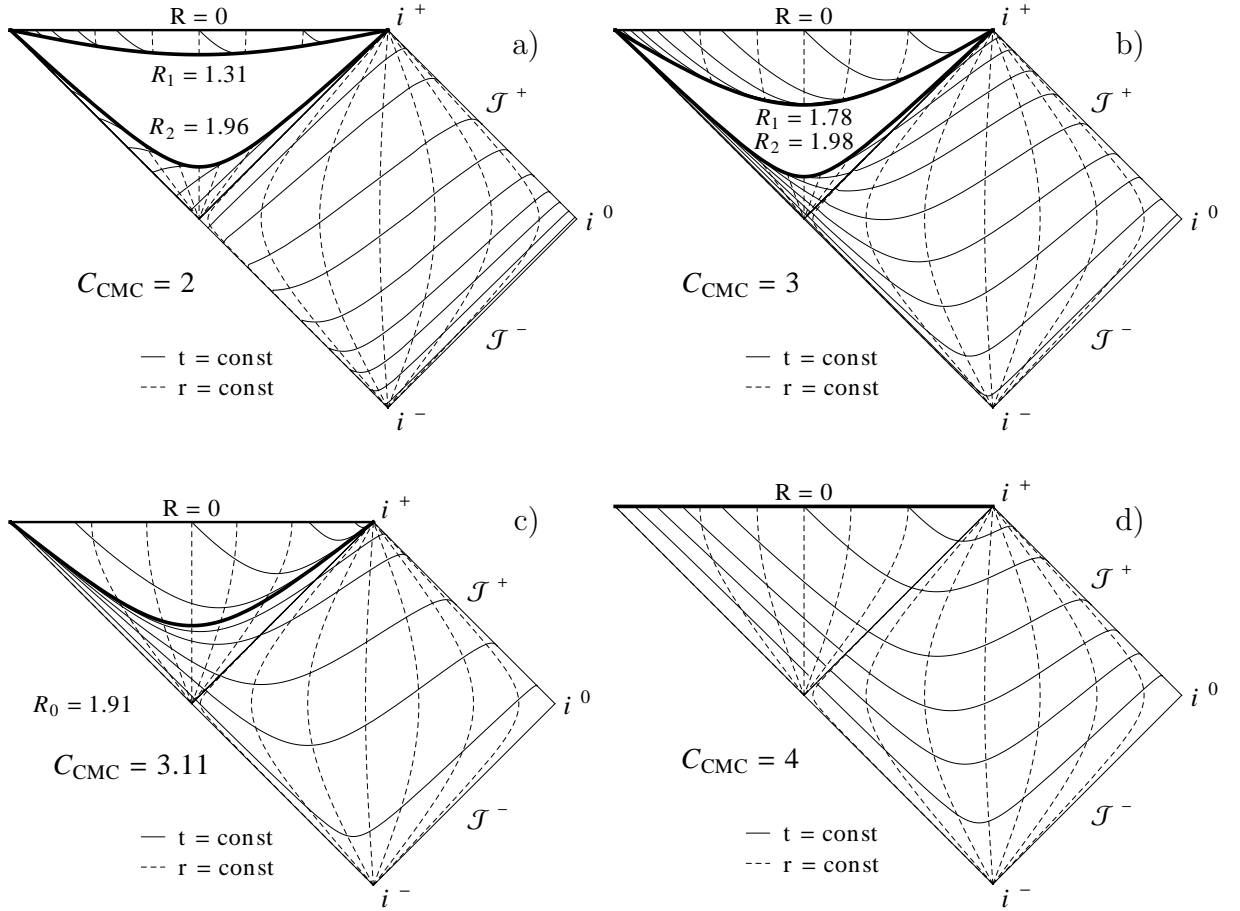 R = 0
i +
a)
R1 = 1.31
R2 = 1.96
𝒥 +
i 0
CCMC = 2
𝒥 −
t = const
r = const
i −
R = 0
i +
b)
R1 = 1.78
R2 = 1.98
𝒥 +
i 0
CCMC = 3
𝒥 −
t = const
r = const
i −
R = 0
i +
c)
𝒥 +
R0 = 1.91
i 0
CCMC = 3.11
𝒥 −
t = const
r = const
i −
R = 0
i +
d)
𝒥 +
i 0
CCMC = 4
𝒥 −
t = const
r = const
i −